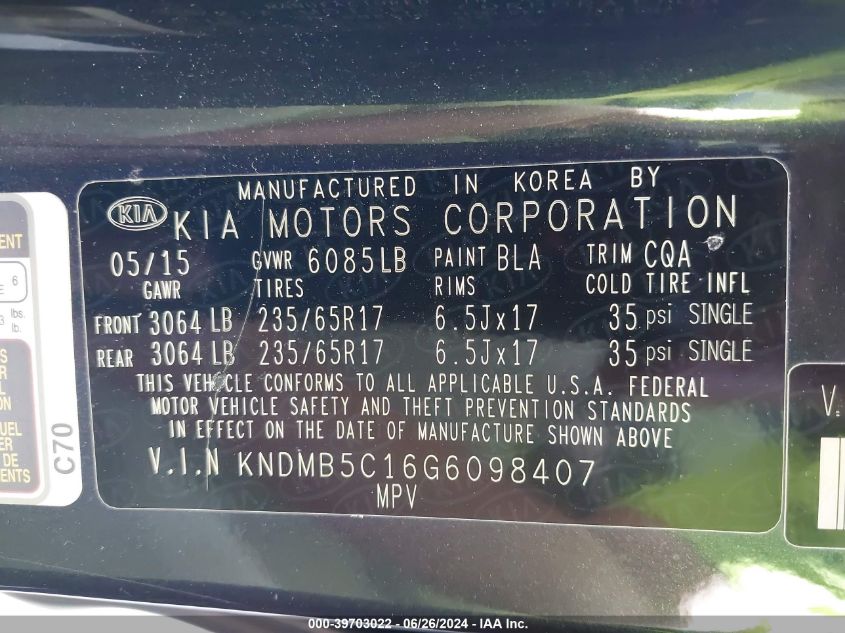 MANUFACTURED IN KOREA BY
KIA KIA MOTORS CORPORATION
05/15 GVWR 6085LB PAINT BLA TRIM CQA
GAWR TIRES RIMS COLD TIRE INFL
FRONT 3064 LB 235/65R17 6.5Jx17 35 psi SINGLE
REAR 3064 LB 235/65R17 6.5Jx17 35 psi SINGLE
THIS VEHICLE CONFORMS TO ALL APPLICABLE U.S.A. FEDERAL
MOTOR VEHICLE SAFETY AND THEFT PREVENTION STANDARDS
IN EFFECT ON THE DATE OF MANUFACTURE SHOWN ABOVE
V.I.N KNDMB5C16G6098407
MPV
C70
6
lbs.
lb.
V.
000-39703022 - 06/26/2024 - IAA Inc.